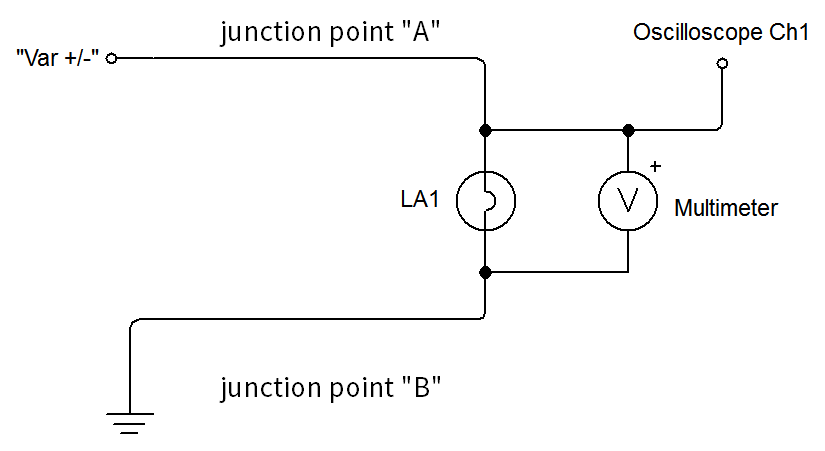 junction point "A"
Oscilloscope Ch1
"Var +/-"
+
LA1
V
Multimeter
junction point "B"